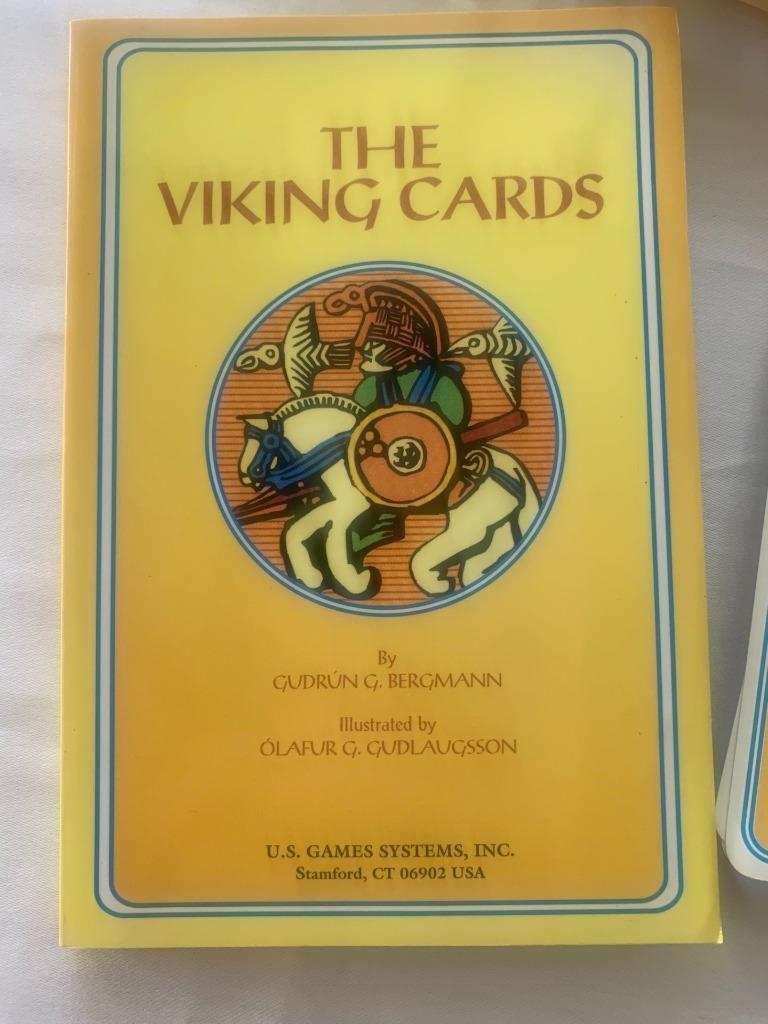 THE
VIKING CARDS
By
GUDRÚN G. BERGMANN
Illustrated by
ÓLAFUR G. GUDLAUGSSON
U.S. GAMES SYSTEMS, INC.
Stamford, CT 06902 USA